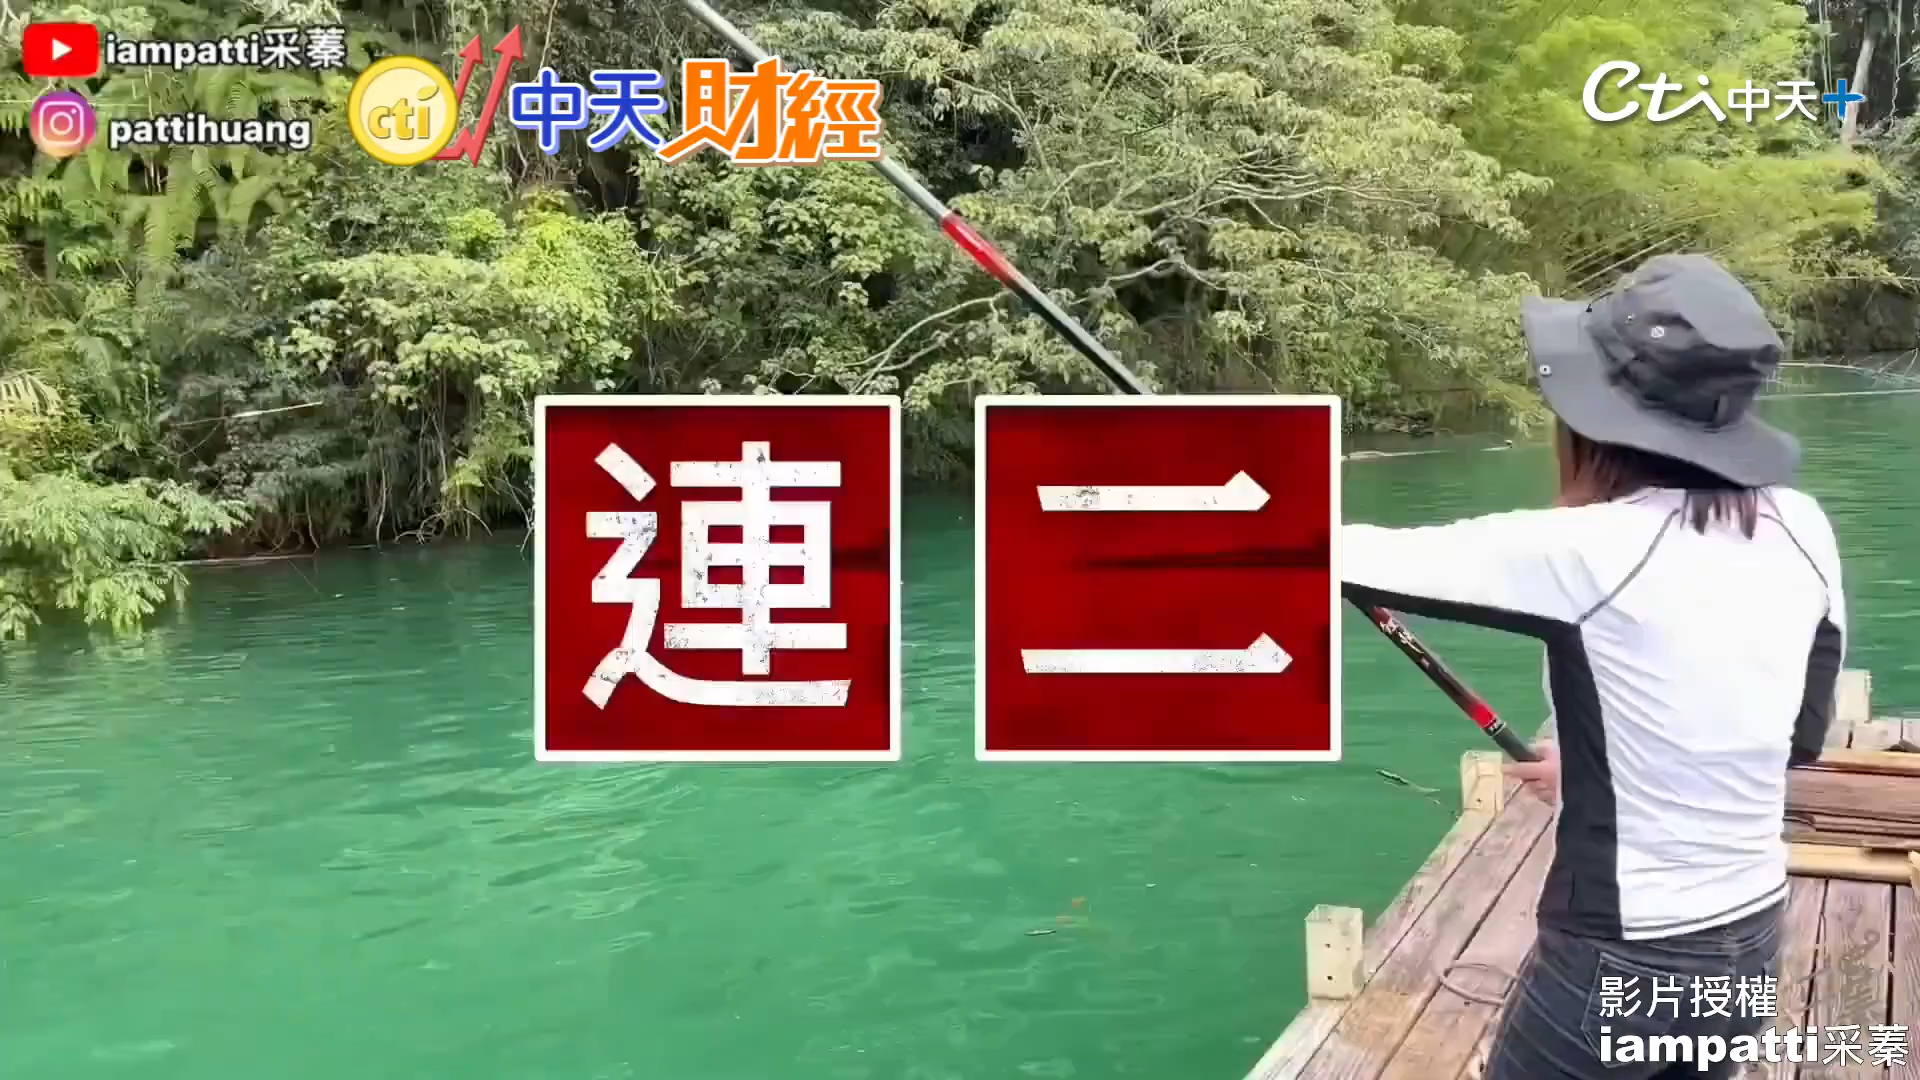 iampatti采蓁
pattihuang
cti 中天財經
Cti中天+
連二
影片授權
iampatti采蓁